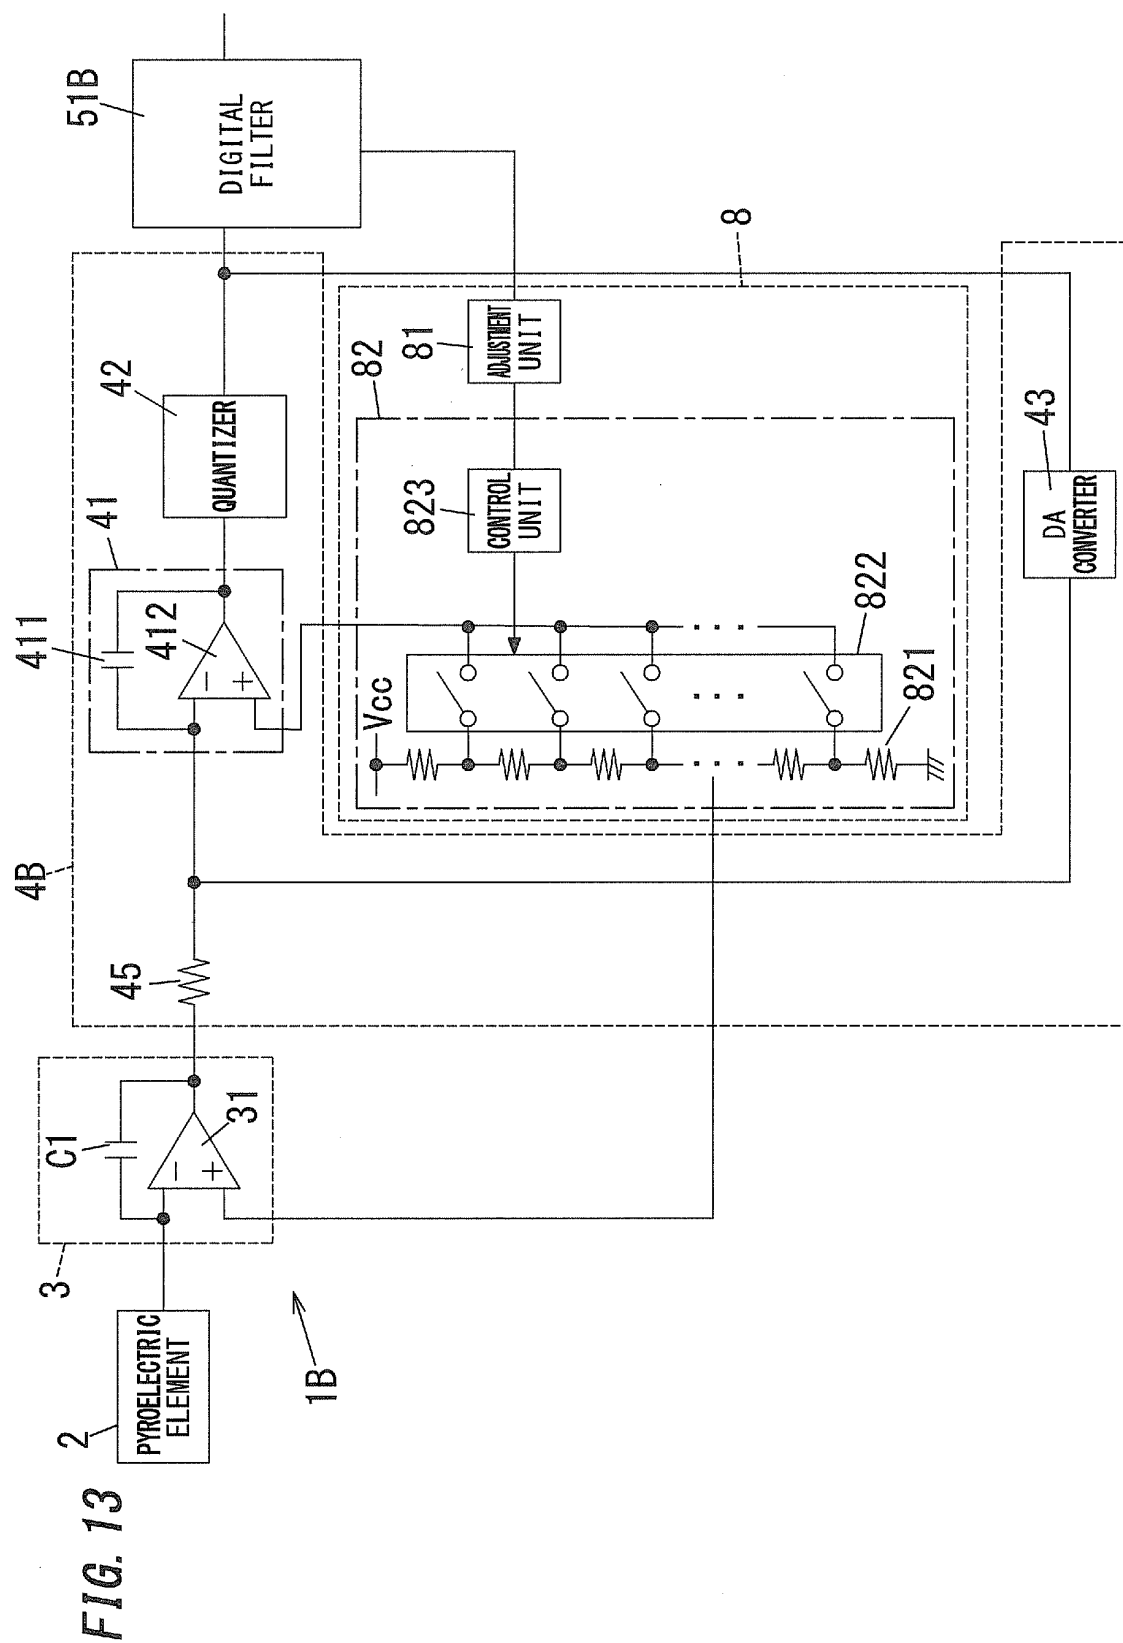 FIG. 13
2
PYROELECTRIC
ELEMENT
1B
3
C1
31
4B
45
41
411
412
42
QUANTIZER
51B
DIGITAL
FILTER
8
81
ADJUSTMENT
UNIT
82
823
CONTROL
UNIT
822
821
Vcc
43
DA
CONVERTER